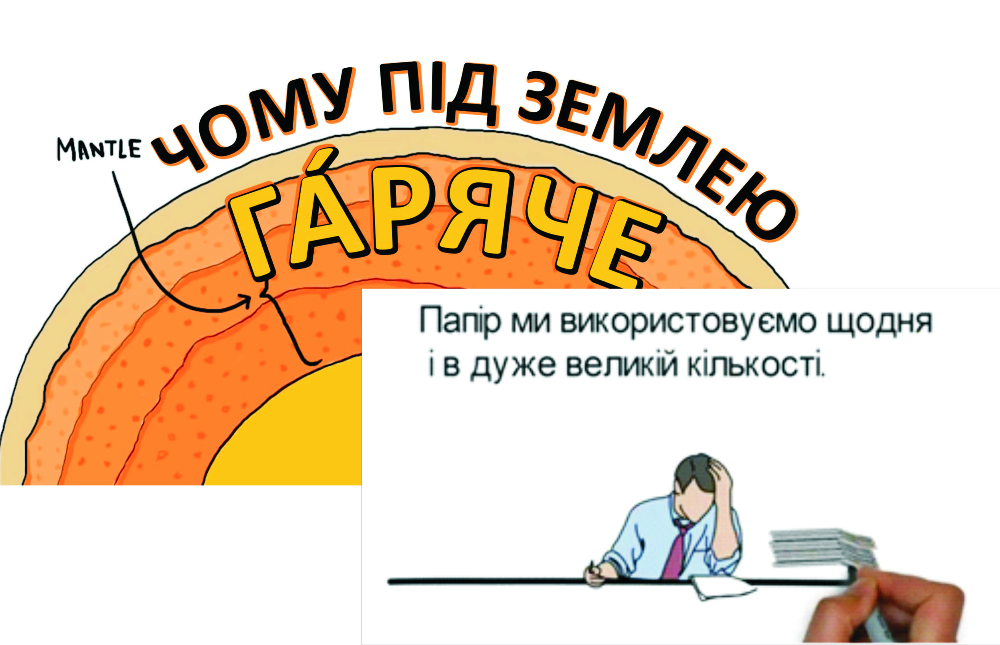 ЧОМУ ПІД ЗЕМЛЕЮ
MANTLE
ГА́РЯЧЕ
Папір ми використовуємо щодня
і в дуже великій кількості.